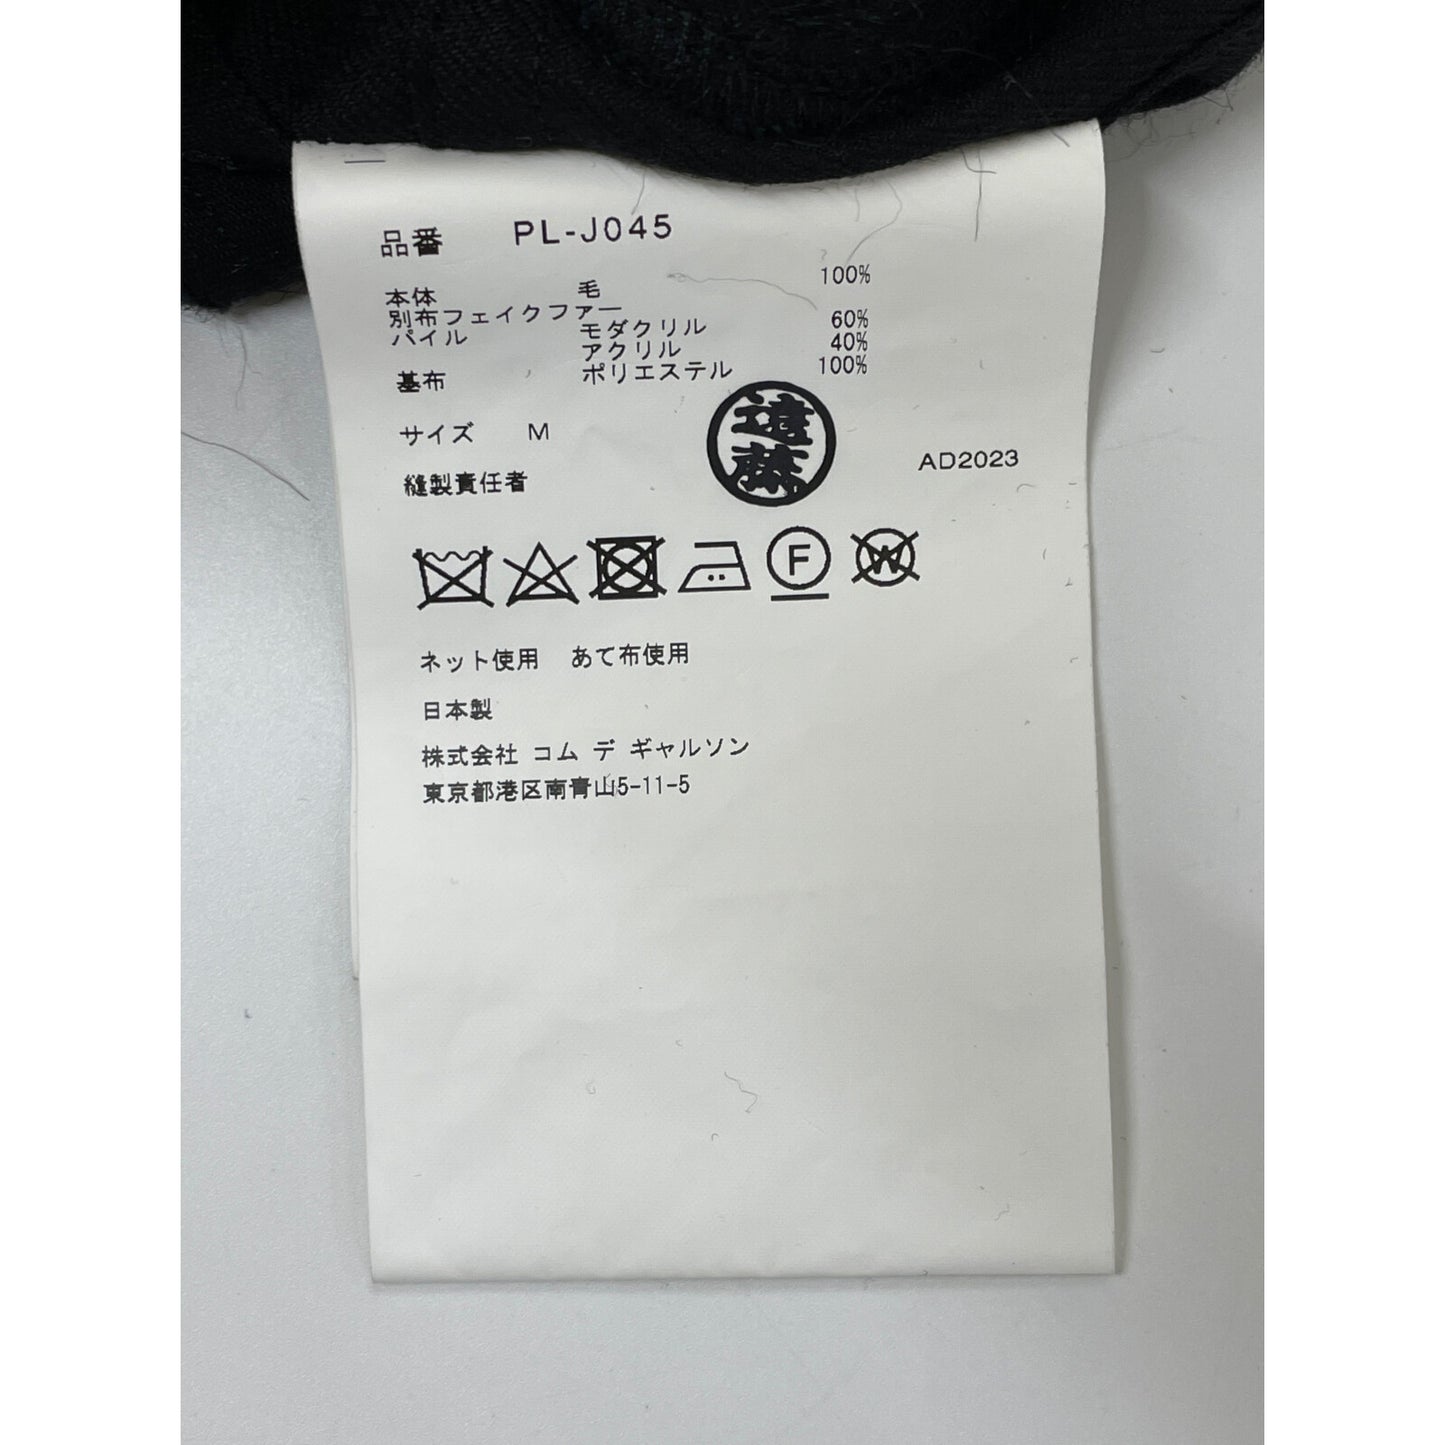 品番 PL-J045
本体 毛 100%
別布フェイクファー
パイル モダクリル 60%
アクリル 40%
基布 ポリエステル 100%
サイズ M
縫製責任者 遠藤 AD2023
F W
ネット使用 あて布使用
日本製
株式会社 コム デ ギャルソン
東京都港区南青山5-11-5